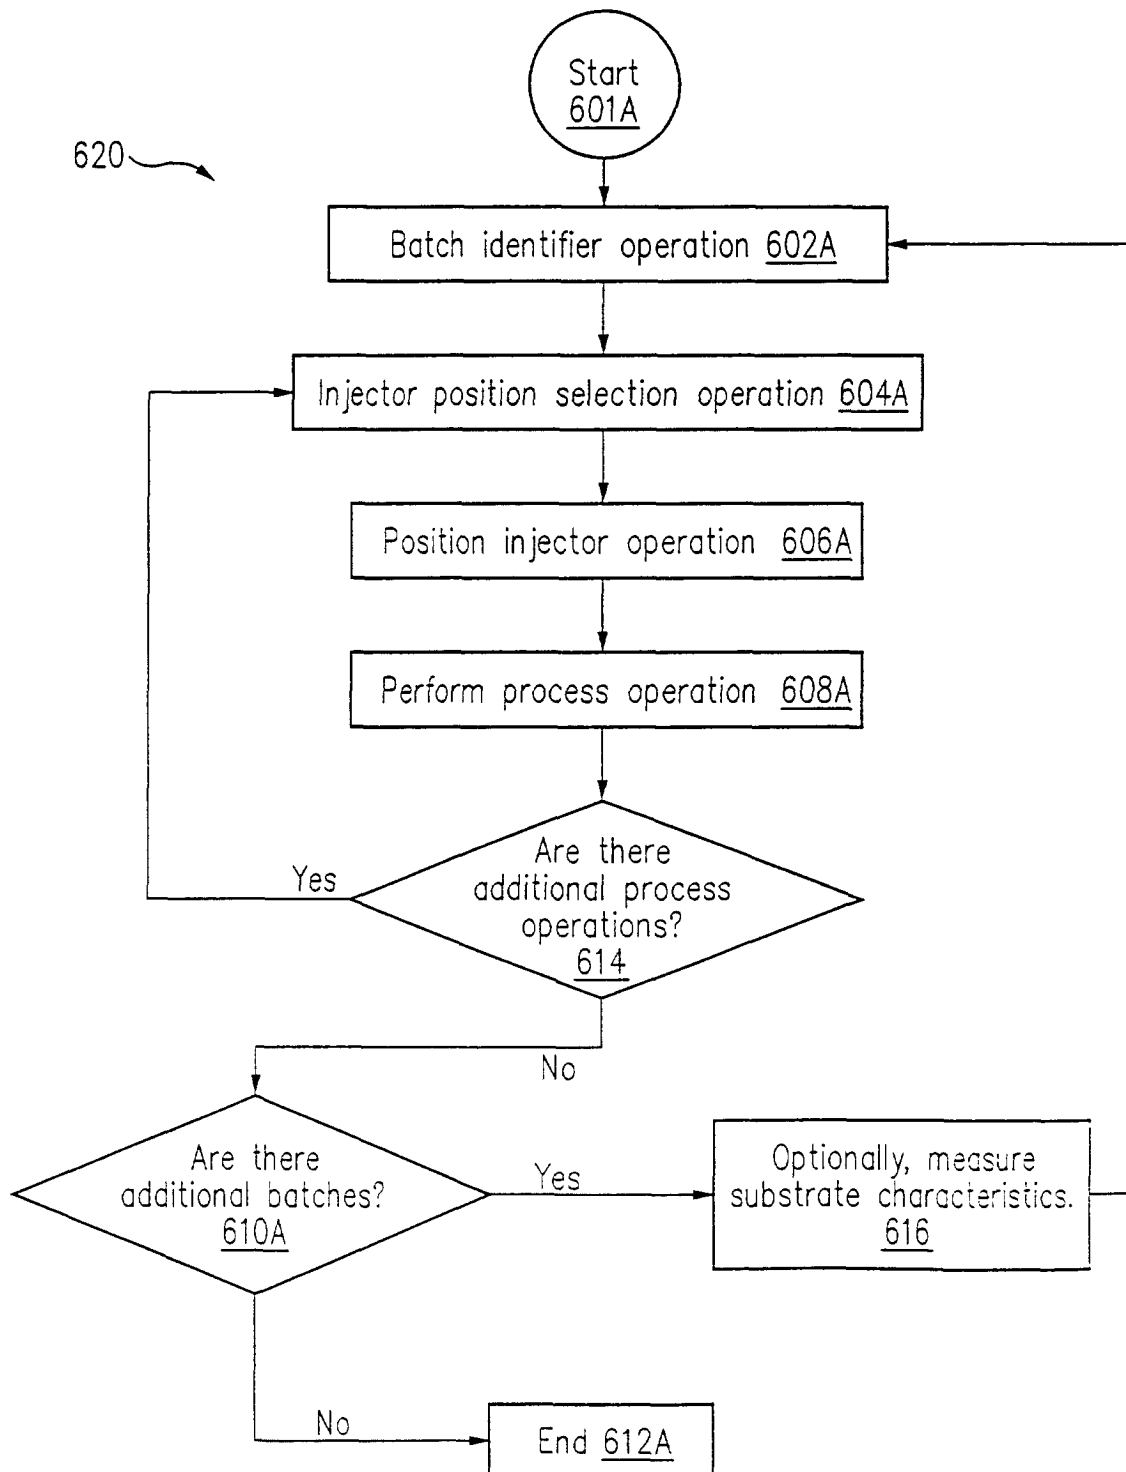 Start
601A
620
Batch identifier operation 602A
Injector position selection operation 604A
Position injector operation 606A
Perform process operation 608A
Are there
additional process
operations?
614
Yes
No
Are there
additional batches?
610A
Yes
Optionally, measure
substrate characteristics.
616
No
End 612A